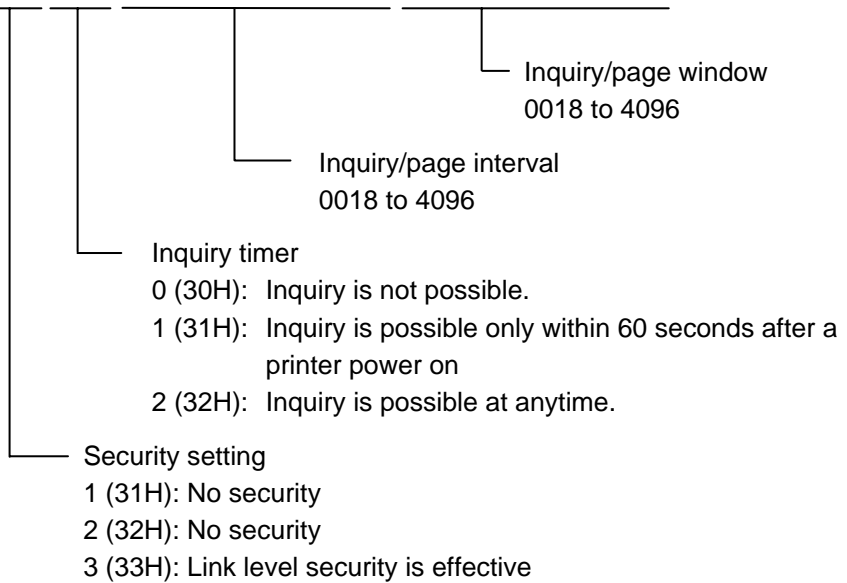 Inquiry/page window
0018 to 4096
Inquiry/page interval
0018 to 4096
Inquiry timer
0 (30H): Inquiry is not possible.
1 (31H): Inquiry is possible only within 60 seconds after a
printer power on
2 (32H): Inquiry is possible at anytime.
Security setting
1 (31H): No security
2 (32H): No security
3 (33H): Link level security is effective